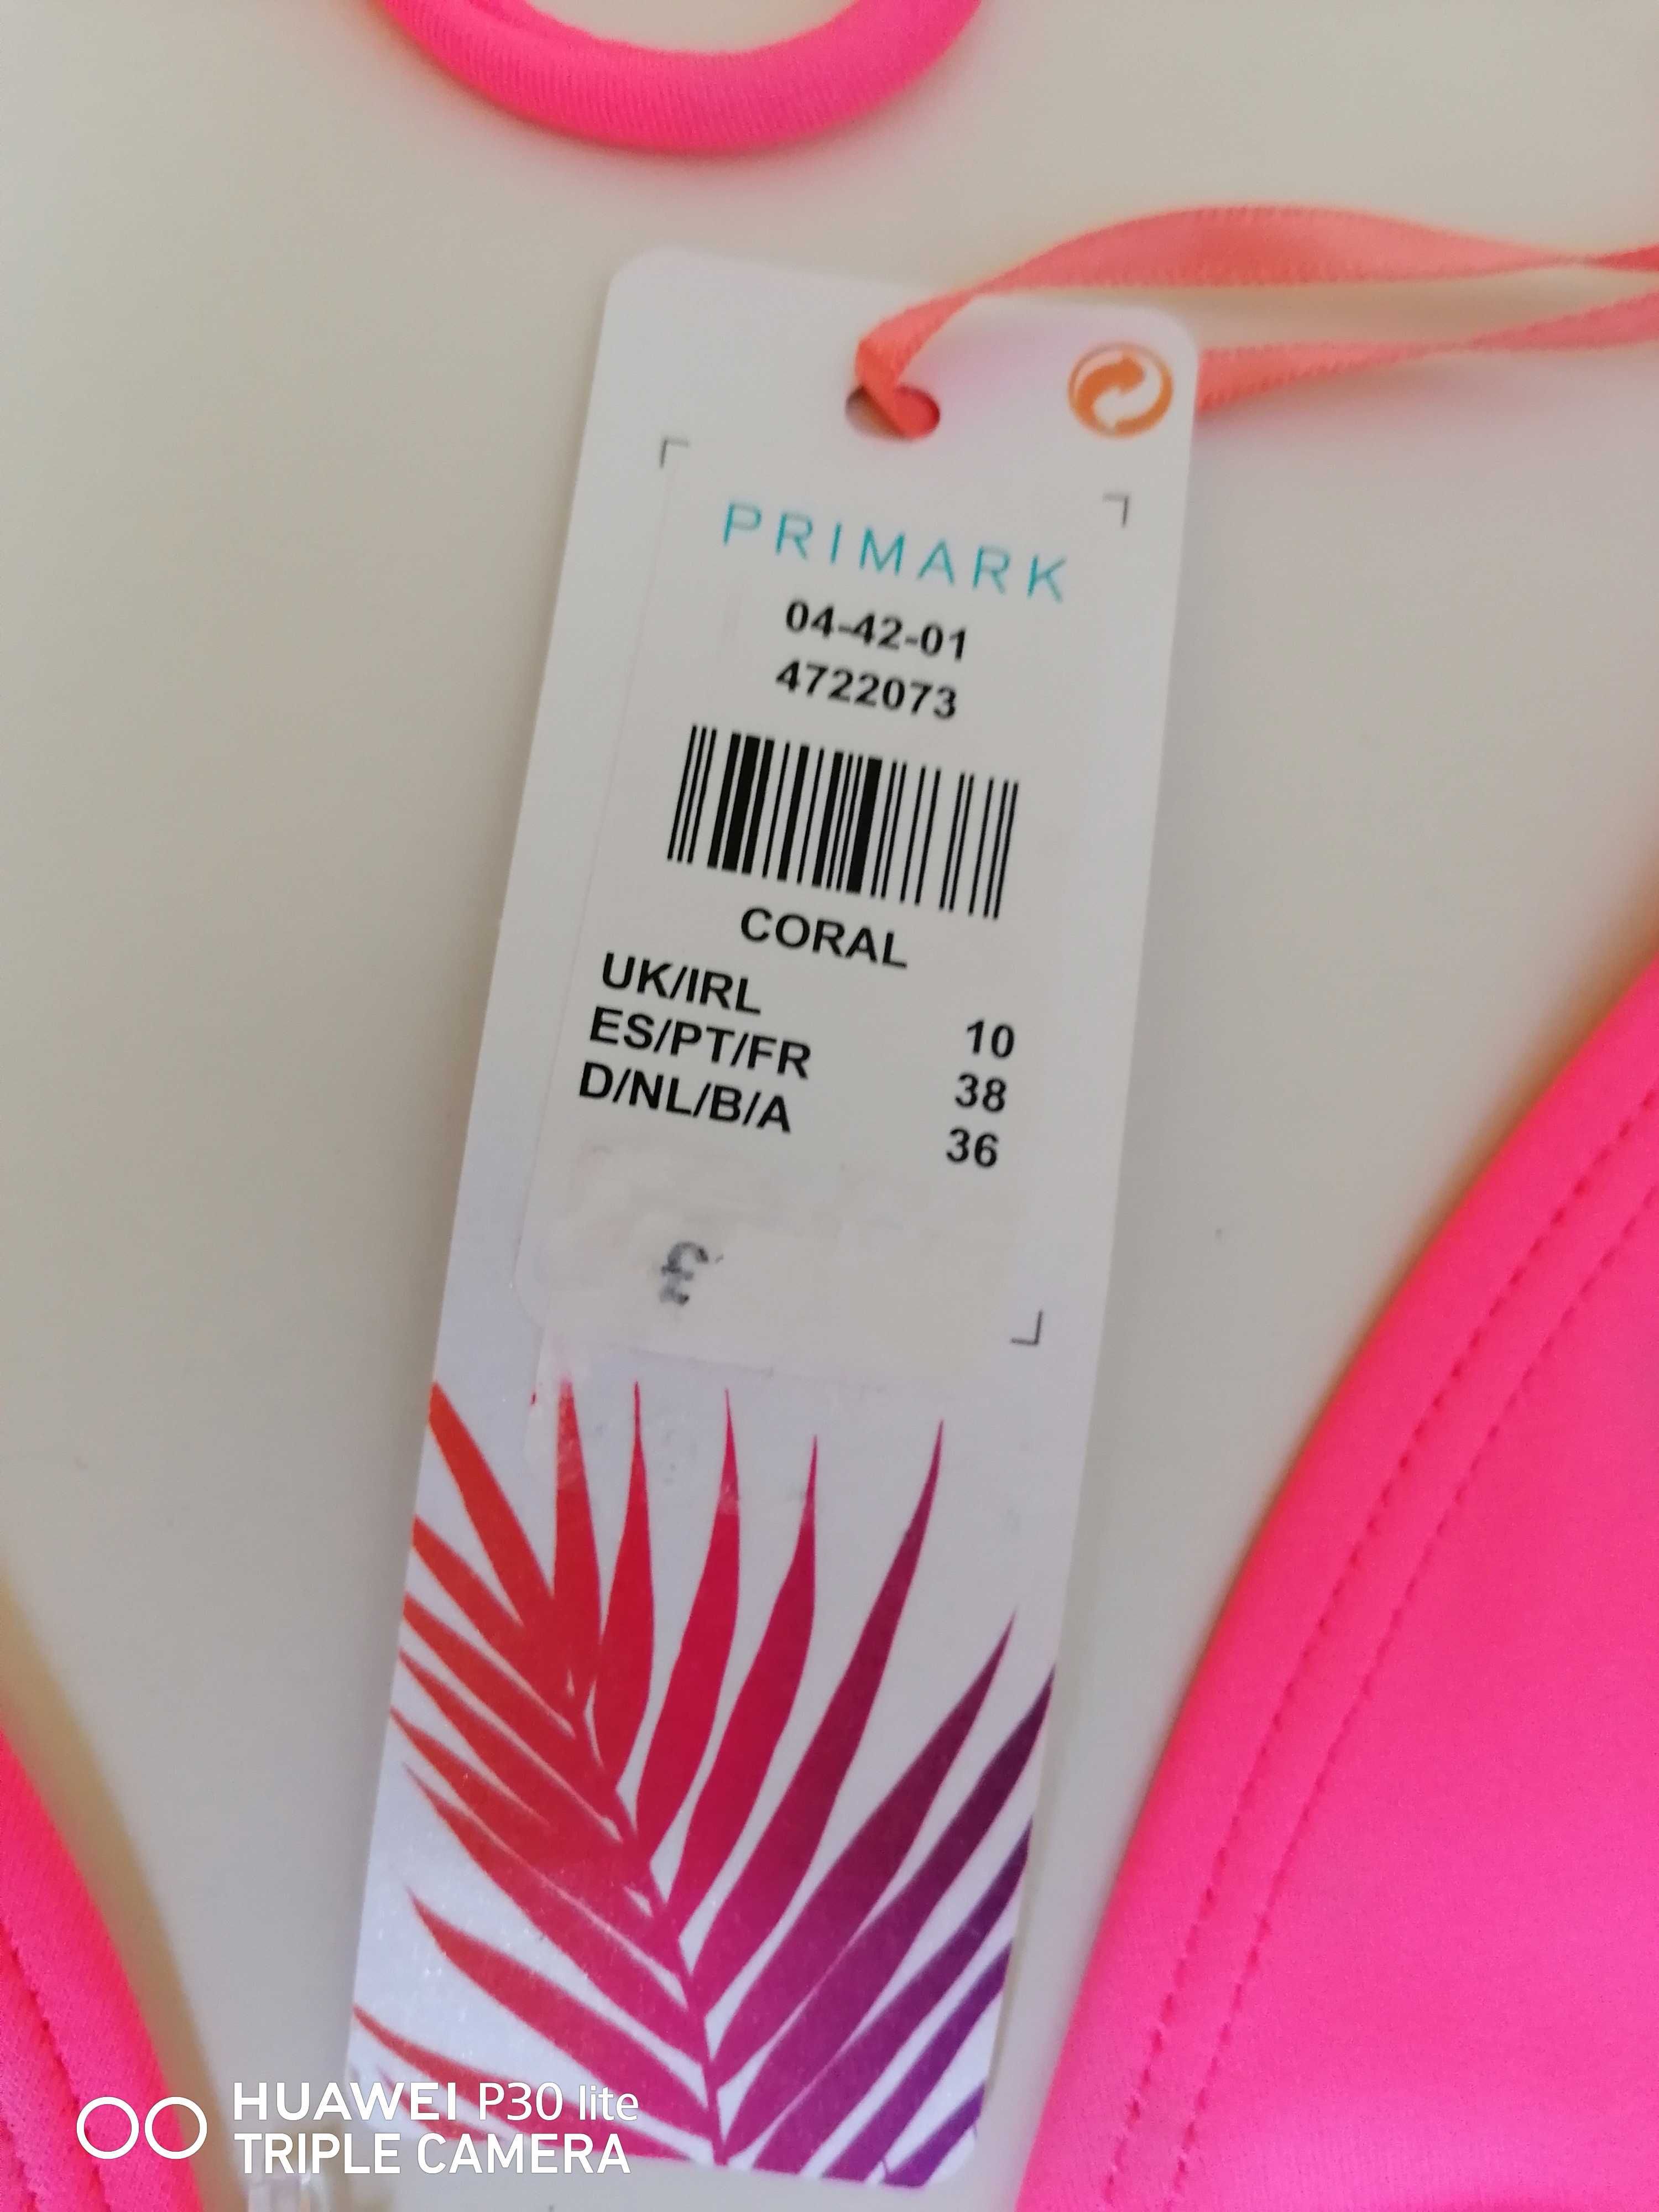 PRIMARK
04-42-01
4722073
CORAL
UK/IRL 10
ES/PT/FR 38
D/NL/B/A 36
£
HUAWEI P30 lite
TRIPLE CAMERA